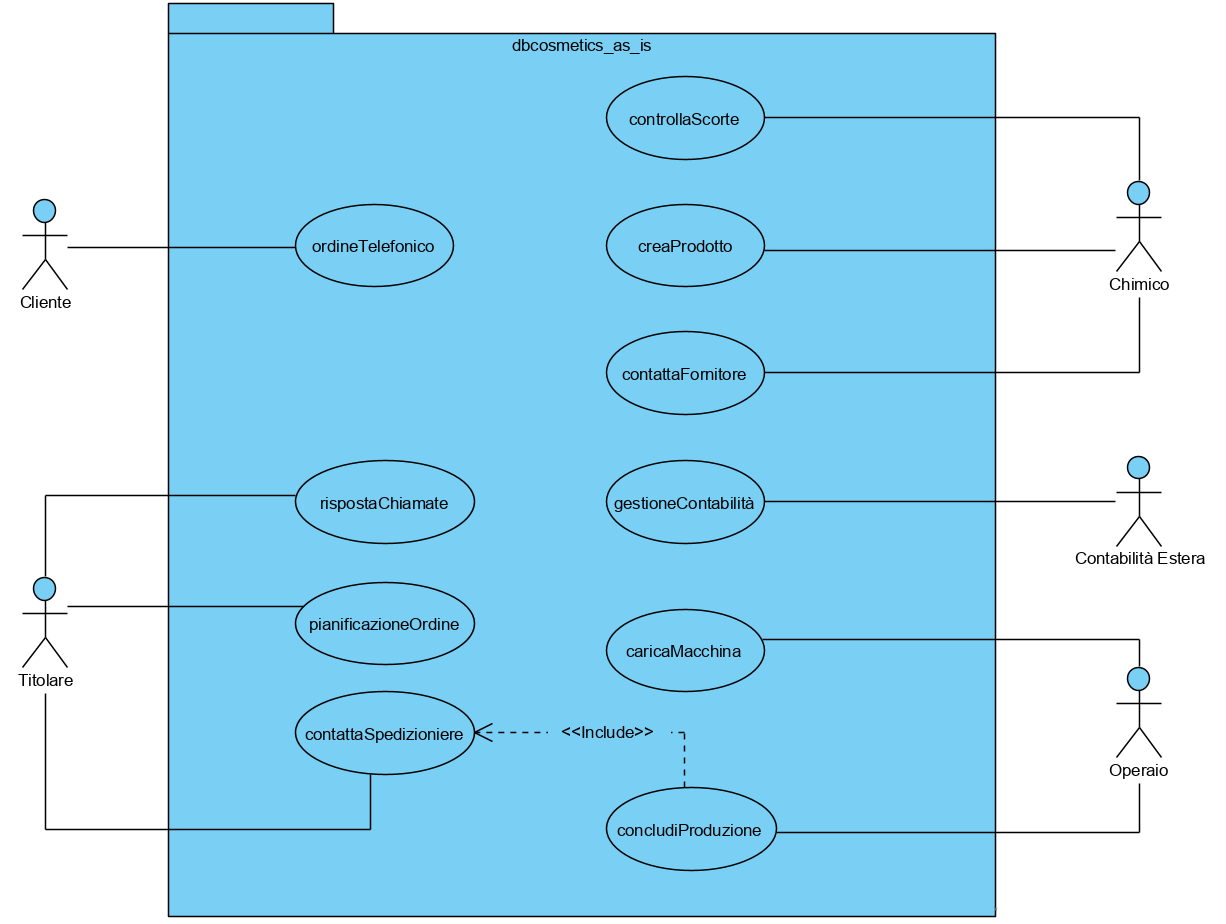 dbcosmetics_as_is
controllaScorte
ordineTelefonico
creaProdotto
Cliente
Chimico
contattaFornitore
rispostaChiamate
gestioneContabilità
Contabilità Estera
pianificazioneOrdine
caricaMacchina
Titolare
contattaSpedizioniere
<<Include>>
Operaio
concludiProduzione